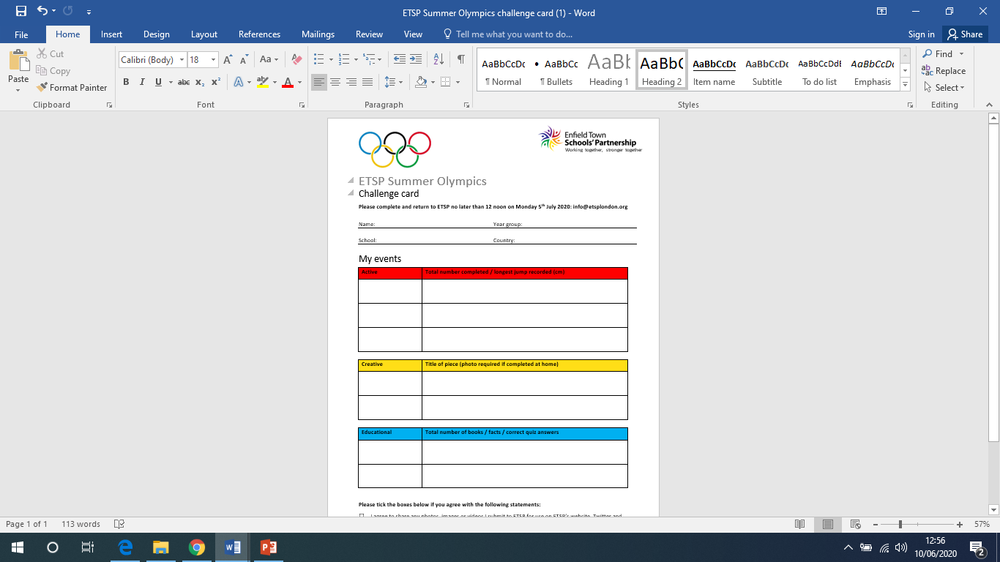 ETSP Summer Olympics challenge card (1) - Word
File Home Insert Design Layout References Mailings Review View Tell me what you want to do... Sign in Share
Paste
Cut
Copy
Format Painter
Clipboard
Calibri (Body) 18 A A Aa
B I U abc x₂ x² A A
Font
Paragraph
AaBbCcDc
¶ Normal
• AaBbCc
¶ Bullets
AaBb
Heading 1
AaBbC
Heading 2
AaBbCcDc
Item name
AaBbCcDc
Subtitle
AaBbCcDdE
To do list
AaBbCcDc
Emphasis
Styles
Find
Replace
Select
Editing
Enfield Town
Schools' Partnership
Working together, stronger together
ETSP Summer Olympics
Challenge card
Please complete and return to ETSP no later than 12 noon on Monday 5th July 2020: info@etsplondon.org
Name: Year group:
School: Country:
My events
Active Total number completed / longest jump recorded (cm)
Creative Title of piece (photo required if completed at home)
Educational Total number of books / facts / correct quiz answers
Please tick the boxes below if you agree with the following statements:
I agree to share any photos, images or videos I submit to ETSP for use on ETSP's website, Twitter and
Page 1 of 1 113 words 57%
12:56
10/06/2020
2